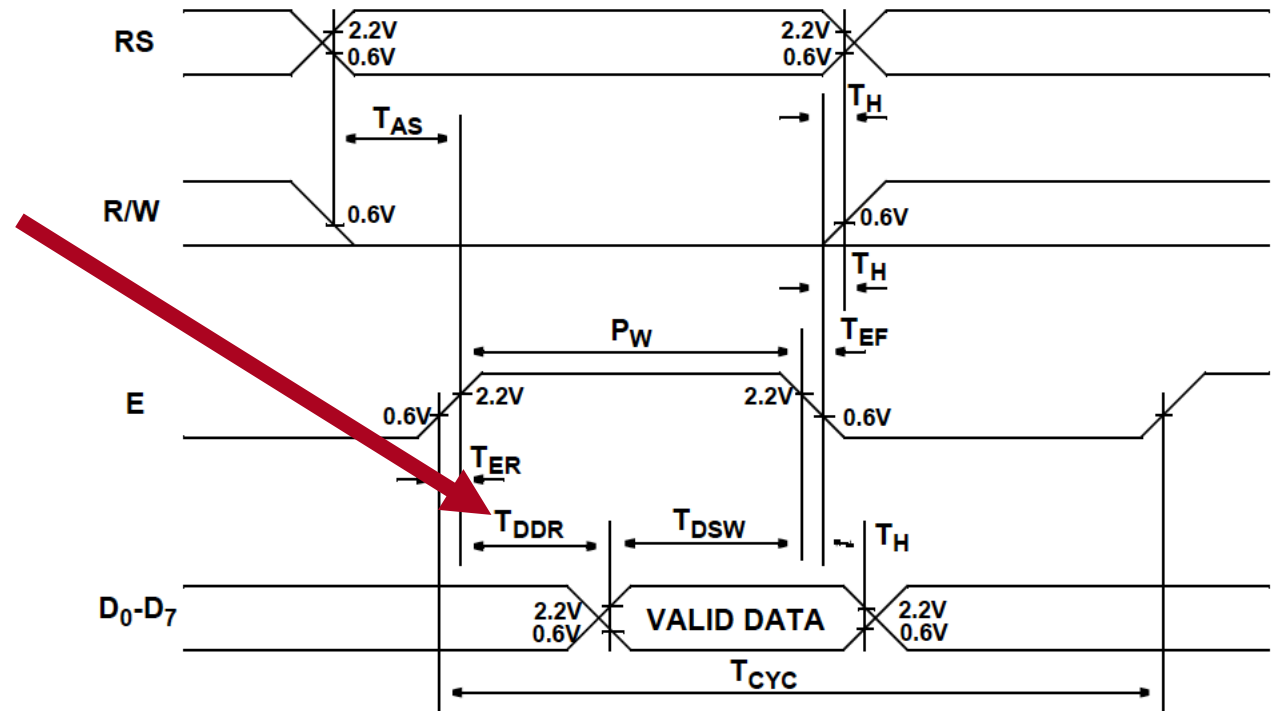 RS
2.2V
0.6V
2.2V
0.6V
TAS
TH
R/W
0.6V
0.6V
TH
PW
TEF
E
0.6V
2.2V
2.2V
0.6V
TER
TDDR
TDSW
TH
D0-D7
2.2V
0.6V
VALID DATA
2.2V
0.6V
TCYC